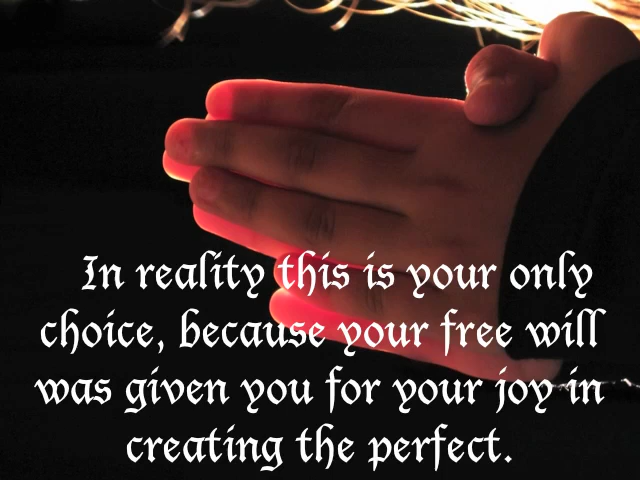 In reality this is your only
choice, because your free will
was given you for your joy in
creating the perfect.